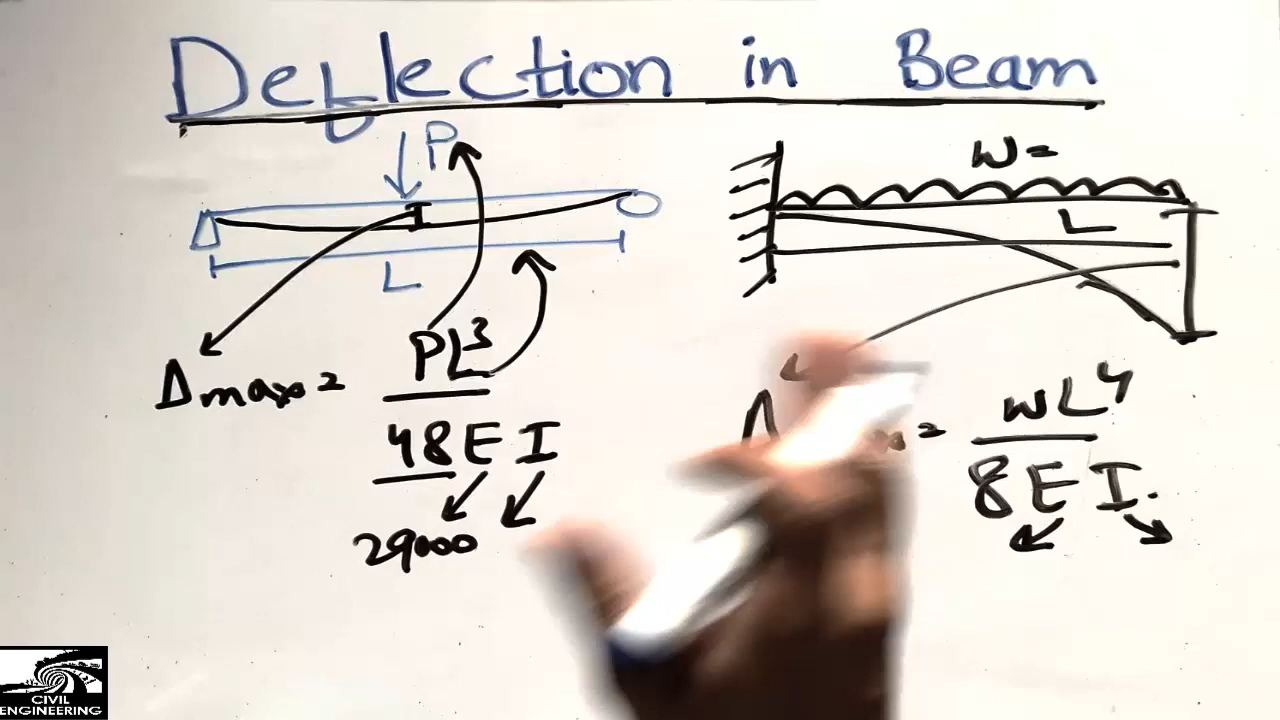 Deflection in Beam
P
L
Δmax =
PL³
48EI
29000
W=
L
=
WL⁴
8EI.
CIVIL
ENGINEERING